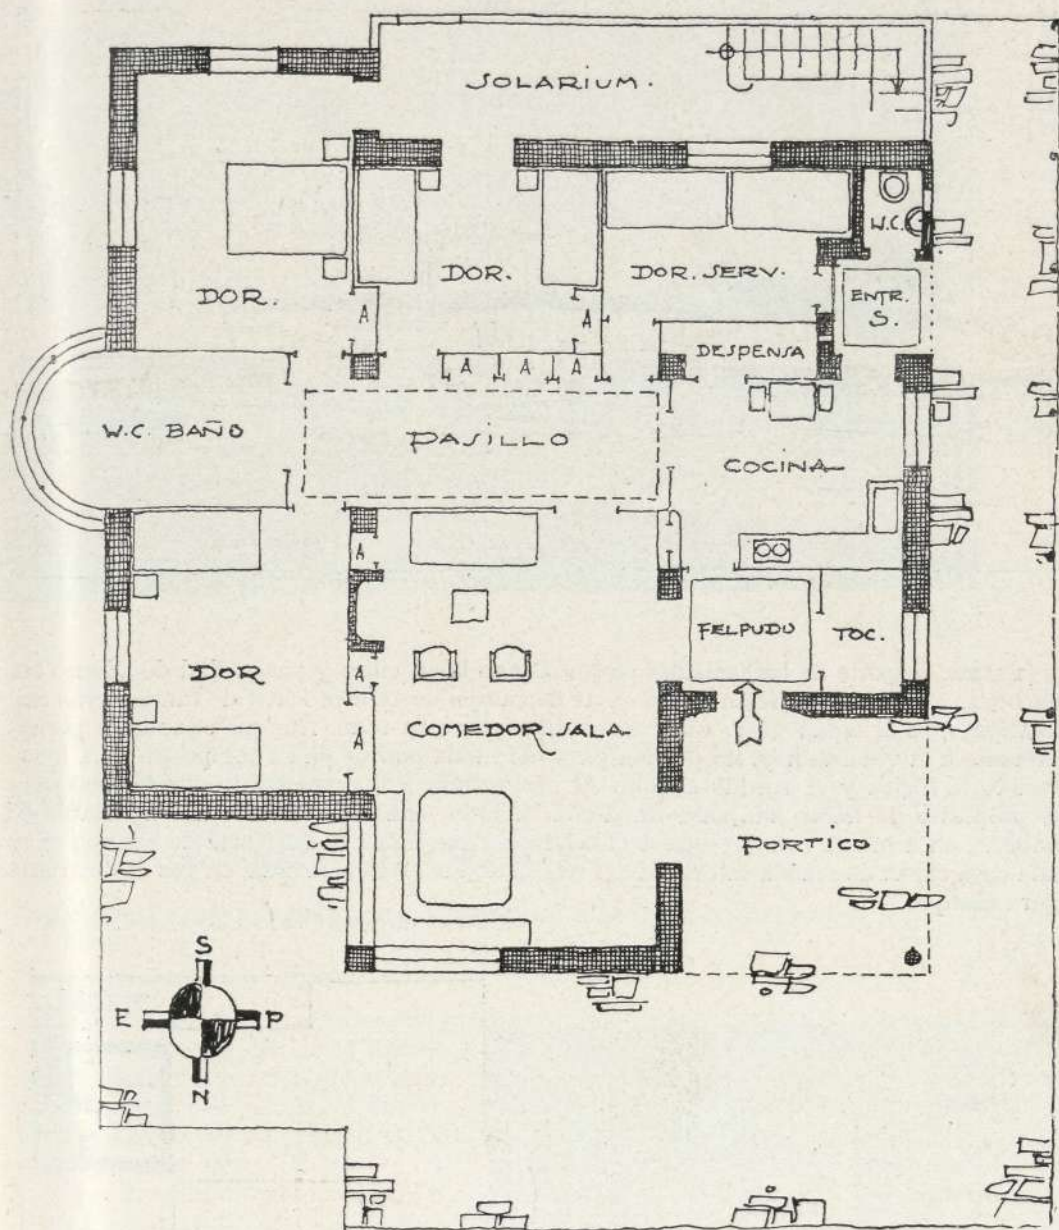 SOLARIUM.
W.C.
DOR.
DOR.
DOR. SERV.
ENTR.
S.
A
A
DESPENSA
A
A
A
W.C. BAÑO
PASILLO
COCINA
A
FELPUDO
TOC.
DOR
A
COMEDOR. SALA
A
PORTICO
S
E
P
N